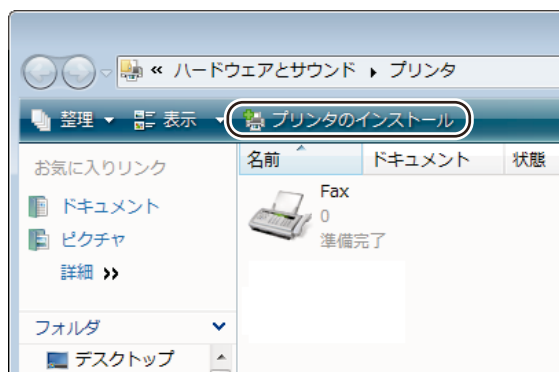 « ハードウェアとサウンド ▸ プリンタ
整理 ▼ 表示 ▼ プリンタのインストール
お気に入りリンク
ドキュメント
ピクチャ
詳細 »
フォルダ
デスクトップ
名前 ドキュメント 状態
Fax
0
準備完了